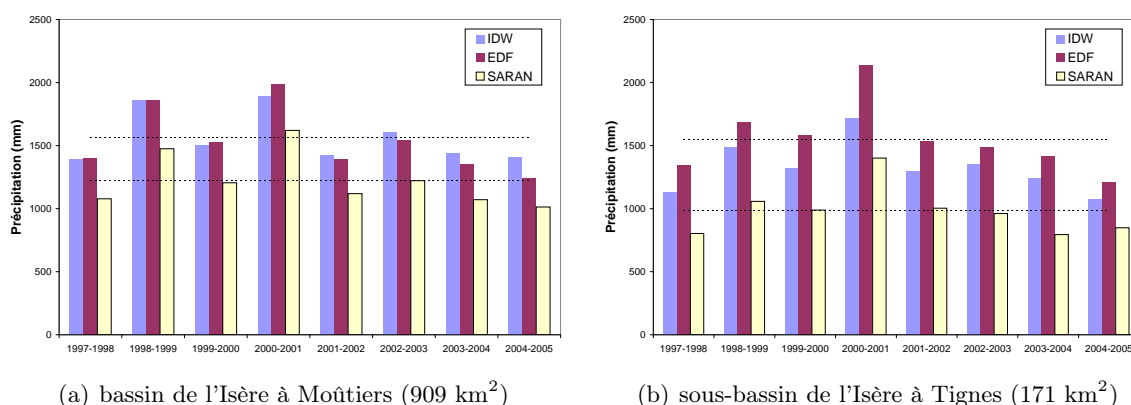 2500
2000
1500
1000
500
0
Précipitation (mm)
IDW
EDF
SARAN
1997-1998 1998-1999 1999-2000 2000-2001 2001-2002 2002-2003 2003-2004 2004-2005
(a) bassin de l'Isère à Moûtiers (909 km²)
2500
2000
1500
1000
500
0
Précipitation (mm)
IDW
EDF
SARAN
1997-1998 1998-1999 1999-2000 2000-2001 2001-2002 2002-2003 2003-2004 2004-2005
(b) sous-bassin de l'Isère à Tignes (171 km²)